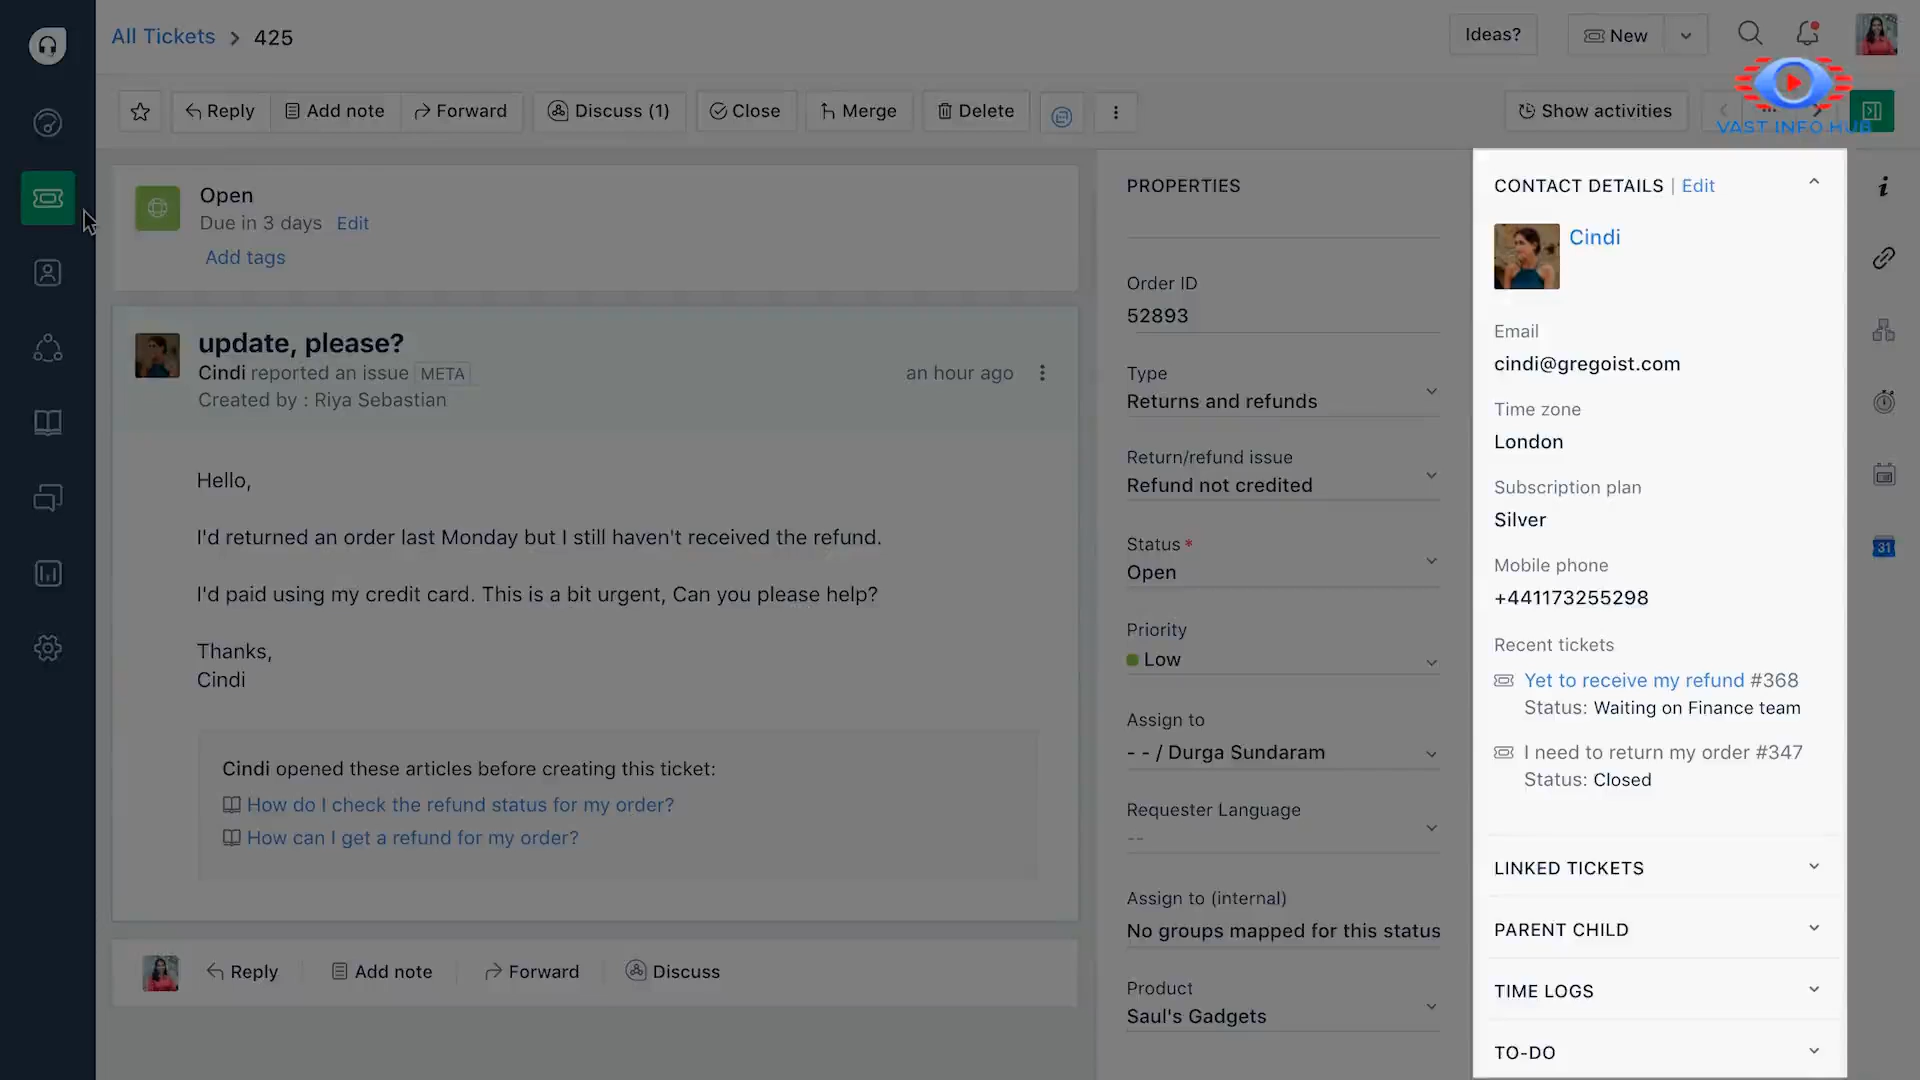 All Tickets > 425
Ideas?
New
VAST INFO HUB
Reply
Add note
Forward
Discuss (1)
Close
Merge
Delete
Show activities
Open
Due in 3 days Edit
Add tags
update, please?
Cindi reported an issue META
an hour ago
Created by : Riya Sebastian
Hello,
I'd returned an order last Monday but I still haven't received the refund.
I'd paid using my credit card. This is a bit urgent, Can you please help?
Thanks,
Cindi
Cindi opened these articles before creating this ticket:
How do I check the refund status for my order?
How can I get a refund for my order?
Reply
Add note
Forward
Discuss
PROPERTIES
Order ID
52893
Type
Returns and refunds
Return/refund issue
Refund not credited
Status *
Open
Priority
Low
Assign to
- - / Durga Sundaram
Requester Language
--
Assign to (internal)
No groups mapped for this status
Product
Saul's Gadgets
CONTACT DETAILS | Edit
Cindi
Email
cindi@gregoist.com
Time zone
London
Subscription plan
Silver
Mobile phone
+441173255298
Recent tickets
Yet to receive my refund #368
Status: Waiting on Finance team
I need to return my order #347
Status: Closed
LINKED TICKETS
PARENT CHILD
TIME LOGS
TO-DO
31